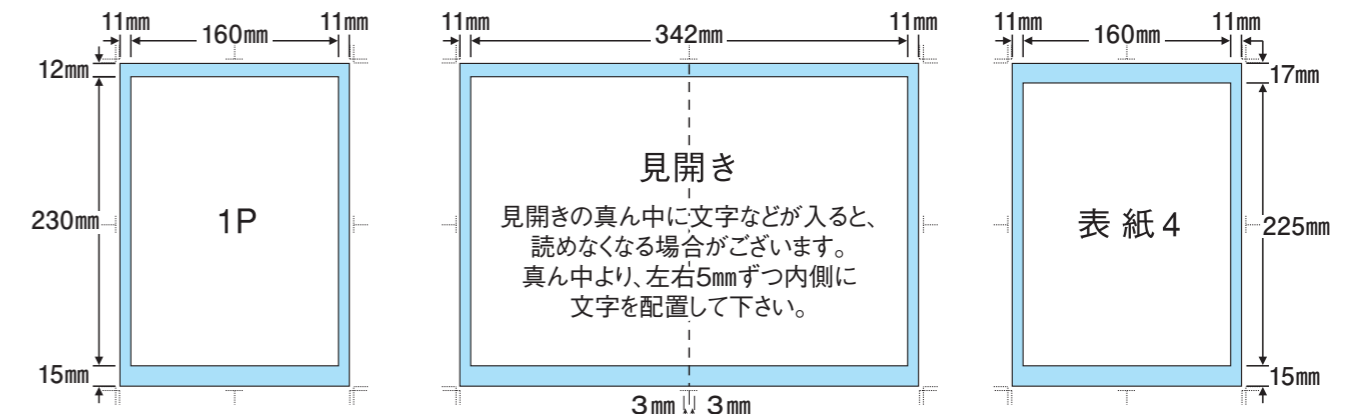 11㎜
160㎜
11㎜
12㎜
230㎜
1P
15㎜
11㎜
342㎜
11㎜
見開き
見開きの真ん中に文字などが入ると、
読めなくなる場合がございます。
真ん中より、左右5㎜ずつ内側に
文字を配置して下さい。
3㎜ 3㎜
11㎜
160㎜
11㎜
17㎜
表紙4
225㎜
15㎜